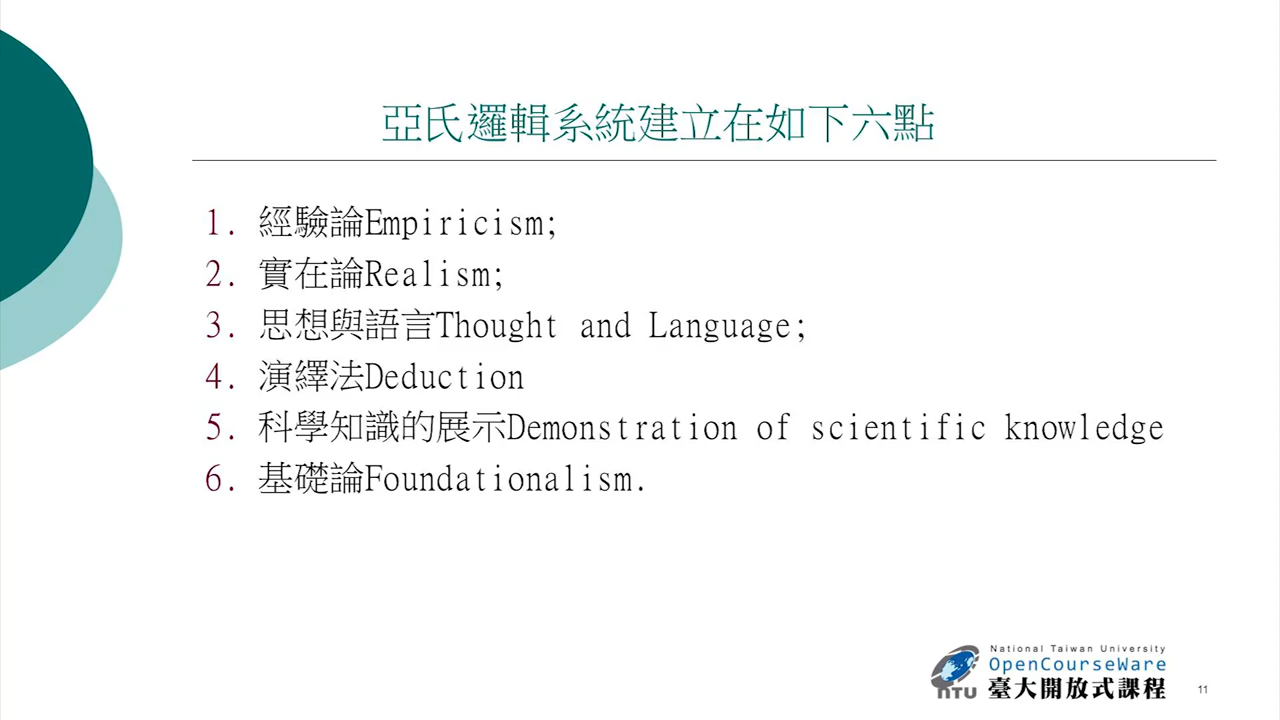 亞氏邏輯系統建立在如下六點
1. 經驗論Empiricism;
2. 實在論Realism;
3. 思想與語言Thought and Language;
4. 演繹法Deduction
5. 科學知識的展示Demonstration of scientific knowledge
6. 基礎論Foundationalism.
National Taiwan University
OpenCourseWare
NTU 臺大開放式課程
11